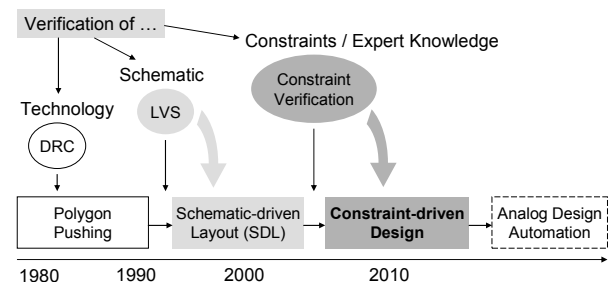 Verification of …
Constraints / Expert Knowledge
Schematic
Constraint
Verification
Technology
LVS
DRC
Polygon
Pushing
Schematic-driven
Layout (SDL)
Constraint-driven
Design
Analog Design
Automation
1980
1990
2000
2010